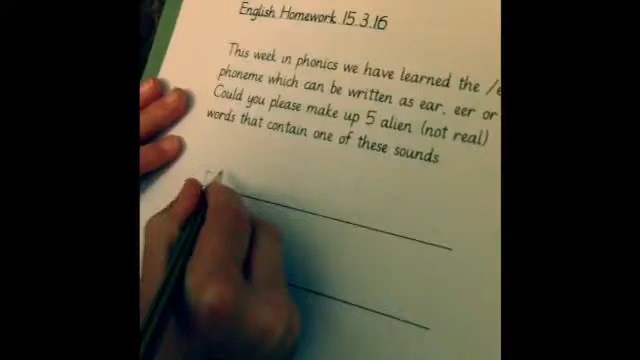 English Homework 15.3.16
This week in phonics we have learned the /e
phoneme which can be written as ear, eer or
Could you please make up 5 alien (not real)
words that contain one of these sounds